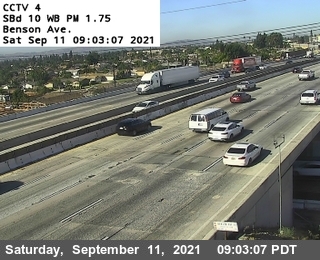 CCTV 4
SBd 10 WB PM 1.75
Benson Ave.
Sat Sep 11 09:03:07 2021
Saturday, September 11, 2021 09:03:07 PDT